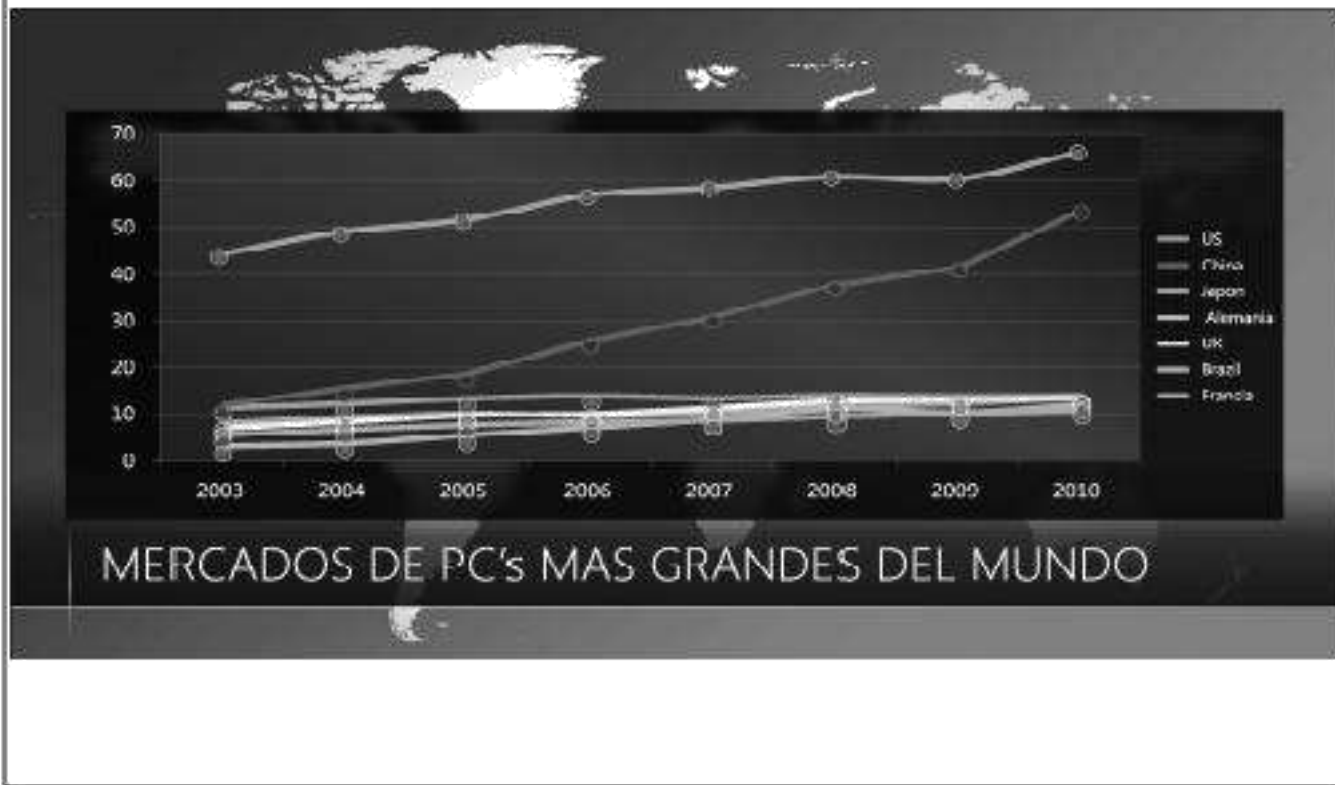 70
60
50
40
30
20
10
0
2003 2004 2005 2006 2007 2008 2009 2010
US
China
Japon
Alemania
UK
Brazil
Francia
MERCADOS DE PC's MAS GRANDES DEL MUNDO